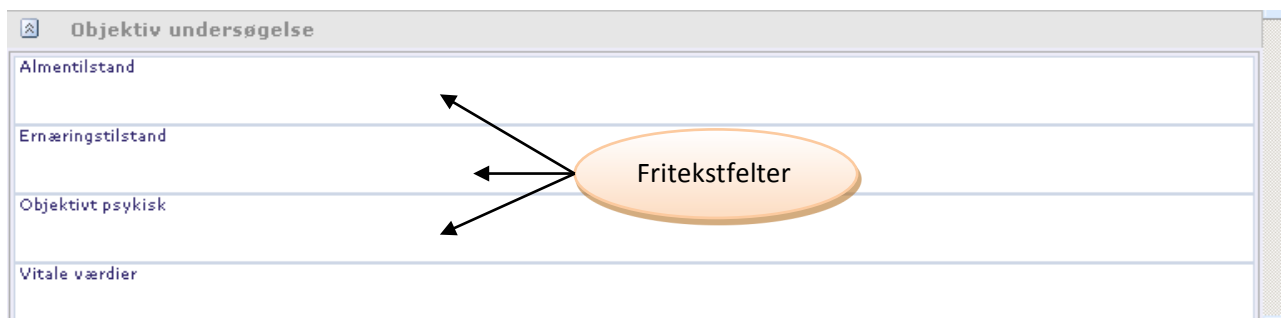 Objektiv undersøgelse
Almentilstand
Ernæringstilstand
Fritekstfelter
Objektivt psykisk
Vitale værdier